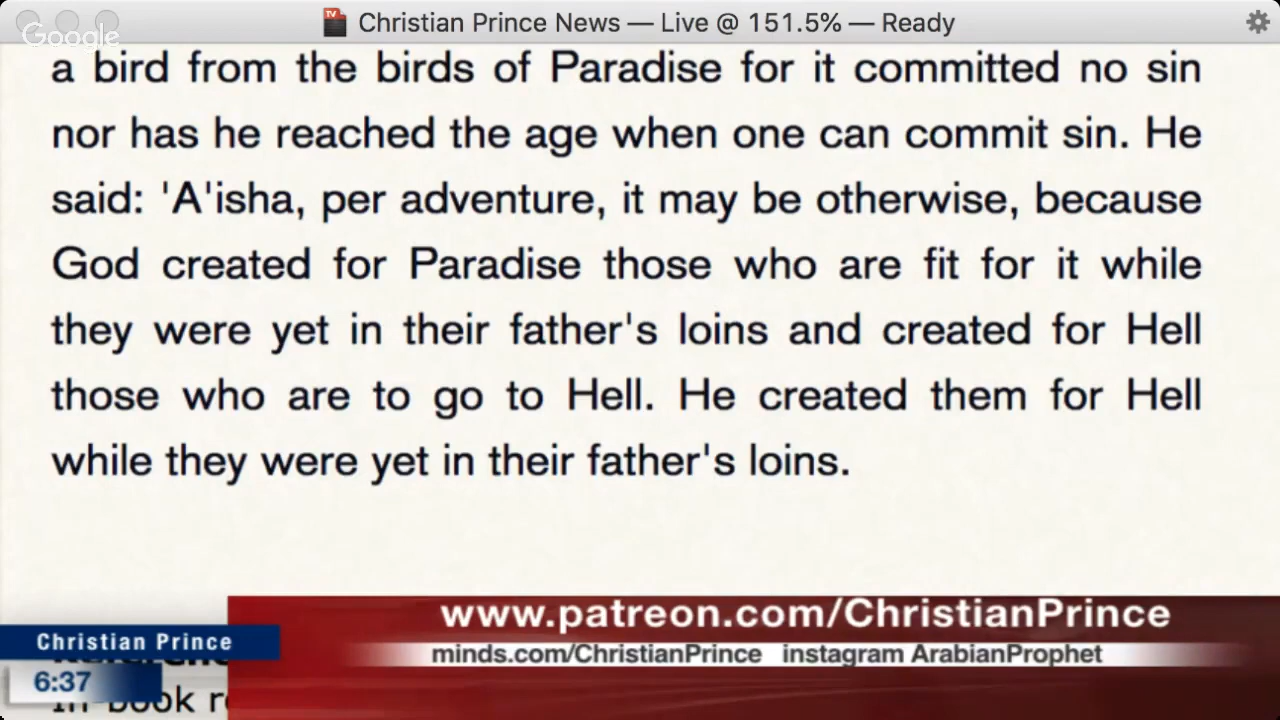 Google
Christian Prince News — Live @ 151.5% — Ready
a bird from the birds of Paradise for it committed no sin
nor has he reached the age when one can commit sin. He
said: 'A'isha, per adventure, it may be otherwise, because
God created for Paradise those who are fit for it while
they were yet in their father's loins and created for Hell
those who are to go to Hell. He created them for Hell
while they were yet in their father's loins.
www.patreon.com/ChristianPrince
Christian Prince
minds.com/ChristianPrince instagram ArabianProphet
6:37
In-book